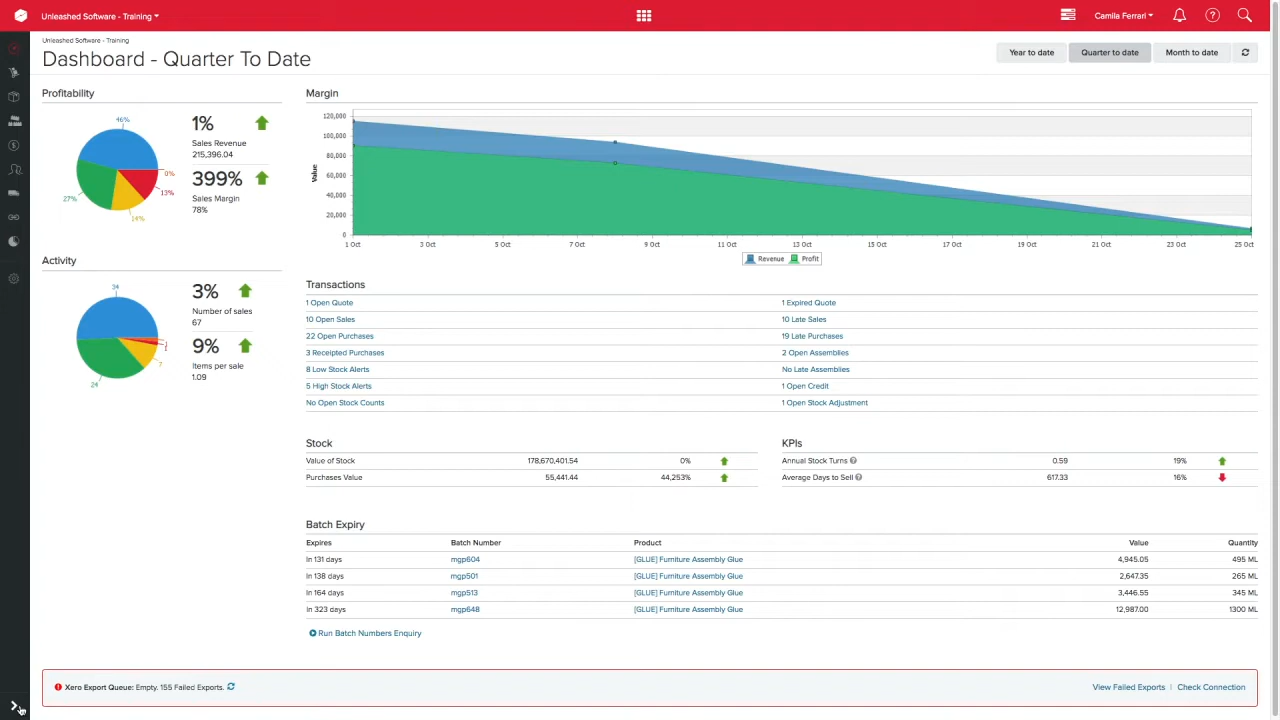 Unleashed Software - Training
Camila Ferrari
?
Unleashed Software - Training
Dashboard - Quarter To Date
Year to date
Quarter to date
Month to date
Profitability
46%
0%
13%
14%
27%
1%
Sales Revenue
215,396.04
399%
Sales Margin
78%
Activity
34
1
7
24
3%
Number of sales
67
9%
Items per sale
1.09
Margin
Value
120,000
100,000
80,000
60,000
40,000
20,000
0
1 Oct 3 Oct 5 Oct 7 Oct 9 Oct 11 Oct 13 Oct 15 Oct 17 Oct 19 Oct 21 Oct 23 Oct 25 Oct
Revenue Profit
Transactions
1 Open Quote 1 Expired Quote
10 Open Sales 10 Late Sales
22 Open Purchases 19 Late Purchases
3 Receipted Purchases 2 Open Assemblies
8 Low Stock Alerts No Late Assemblies
5 High Stock Alerts 1 Open Credit
No Open Stock Counts 1 Open Stock Adjustment
Stock
Value of Stock 178,670,401.54 0%
Purchases Value 55,441.44 44,253%
KPIs
Annual Stock Turns ? 0.59 19%
Average Days to Sell ? 617.33 16%
Batch Expiry
Expires Batch Number Product Value Quantity
In 131 days mgp604 [GLUE] Furniture Assembly Glue 4,945.05 495 ML
In 138 days mgp501 [GLUE] Furniture Assembly Glue 2,647.35 265 ML
In 164 days mgp513 [GLUE] Furniture Assembly Glue 3,446.55 345 ML
In 323 days mgp648 [GLUE] Furniture Assembly Glue 12,987.00 1300 ML
Run Batch Numbers Enquiry
Xero Export Queue: Empty. 155 Failed Exports.
View Failed Exports | Check Connection